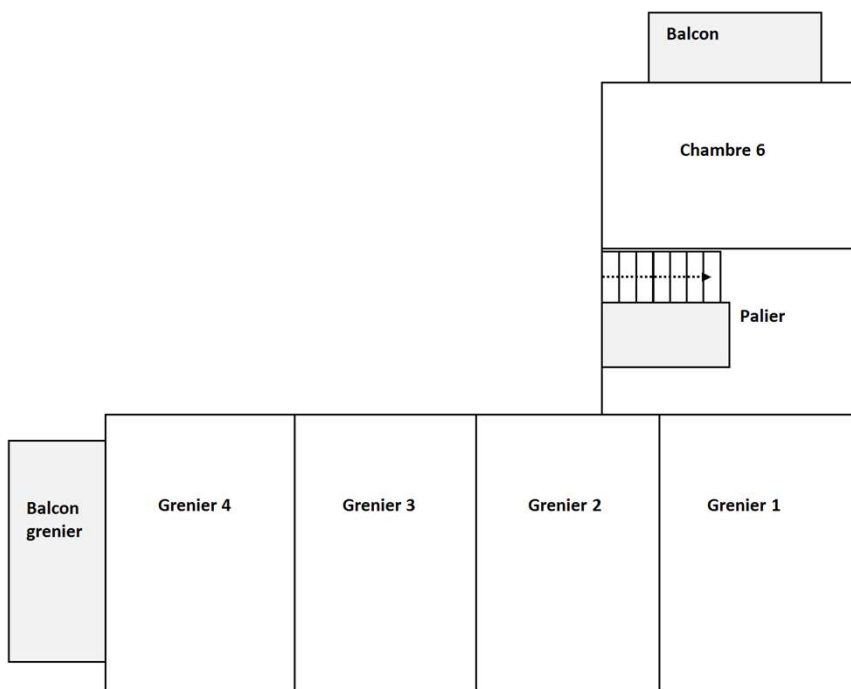 Balcon
Chambre 6
Palier
Balcon
grenier
Grenier 4
Grenier 3
Grenier 2
Grenier 1